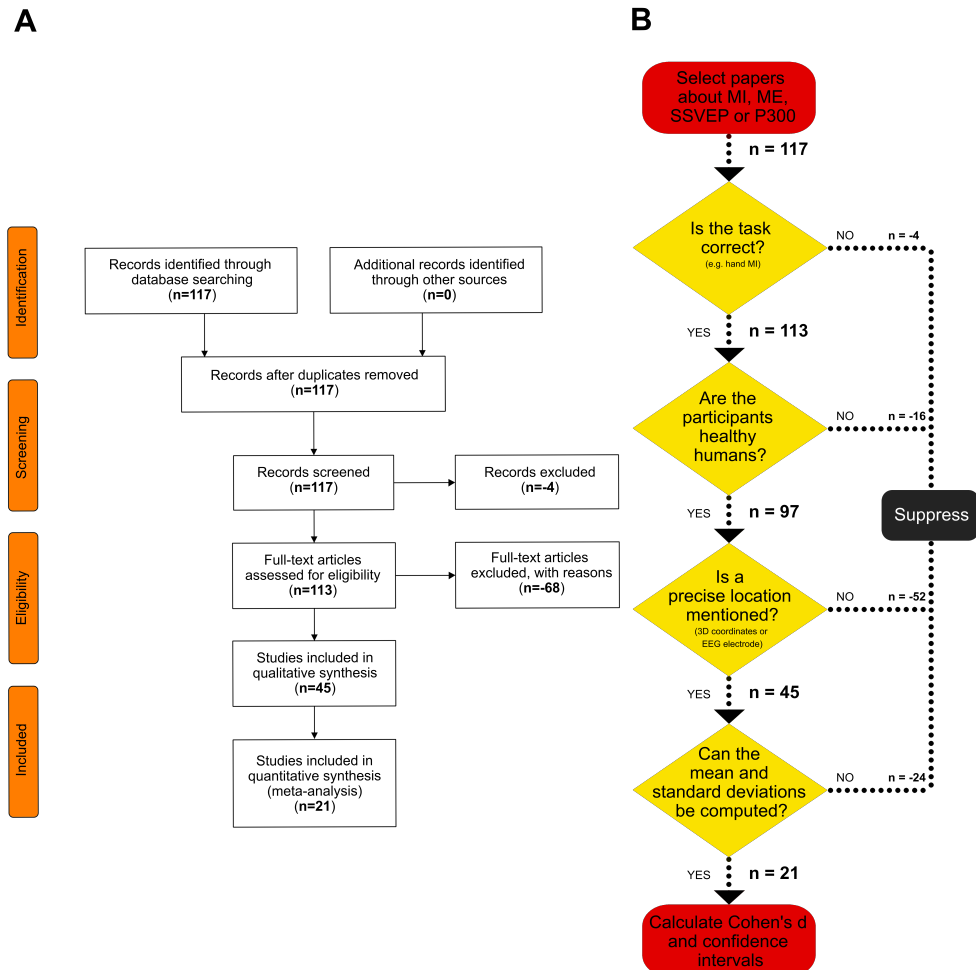 A
Identification
Screening
Eligibility
Included
Records identified through
database searching
(n=117)
Additional records identified
through other sources
(n=0)
Records after duplicates removed
(n=117)
Records screened
(n=117)
Records excluded
(n=-4)
Full-text articles
assessed for eligibility
(n=113)
Full-text articles
excluded, with reasons
(n=-68)
Studies included in
qualitative synthesis
(n=45)
Studies included in
quantitative synthesis
(meta-analysis)
(n=21)
B
Select papers
about MI, ME,
SSVEP or P300
n = 117
Is the task
correct?
(e.g. hand MI)
NO n = -4
YES n = 113
Are the
participants
healthy
humans?
NO n = -16
YES n = 97
Suppress
Is a
precise location
mentioned?
(3D coordinates or
EEG electrode)
NO n = -52
YES n = 45
Can the
mean and
standard deviations
be computed?
NO n = -24
YES n = 21
Calculate Cohen's d
and confidence
intervals